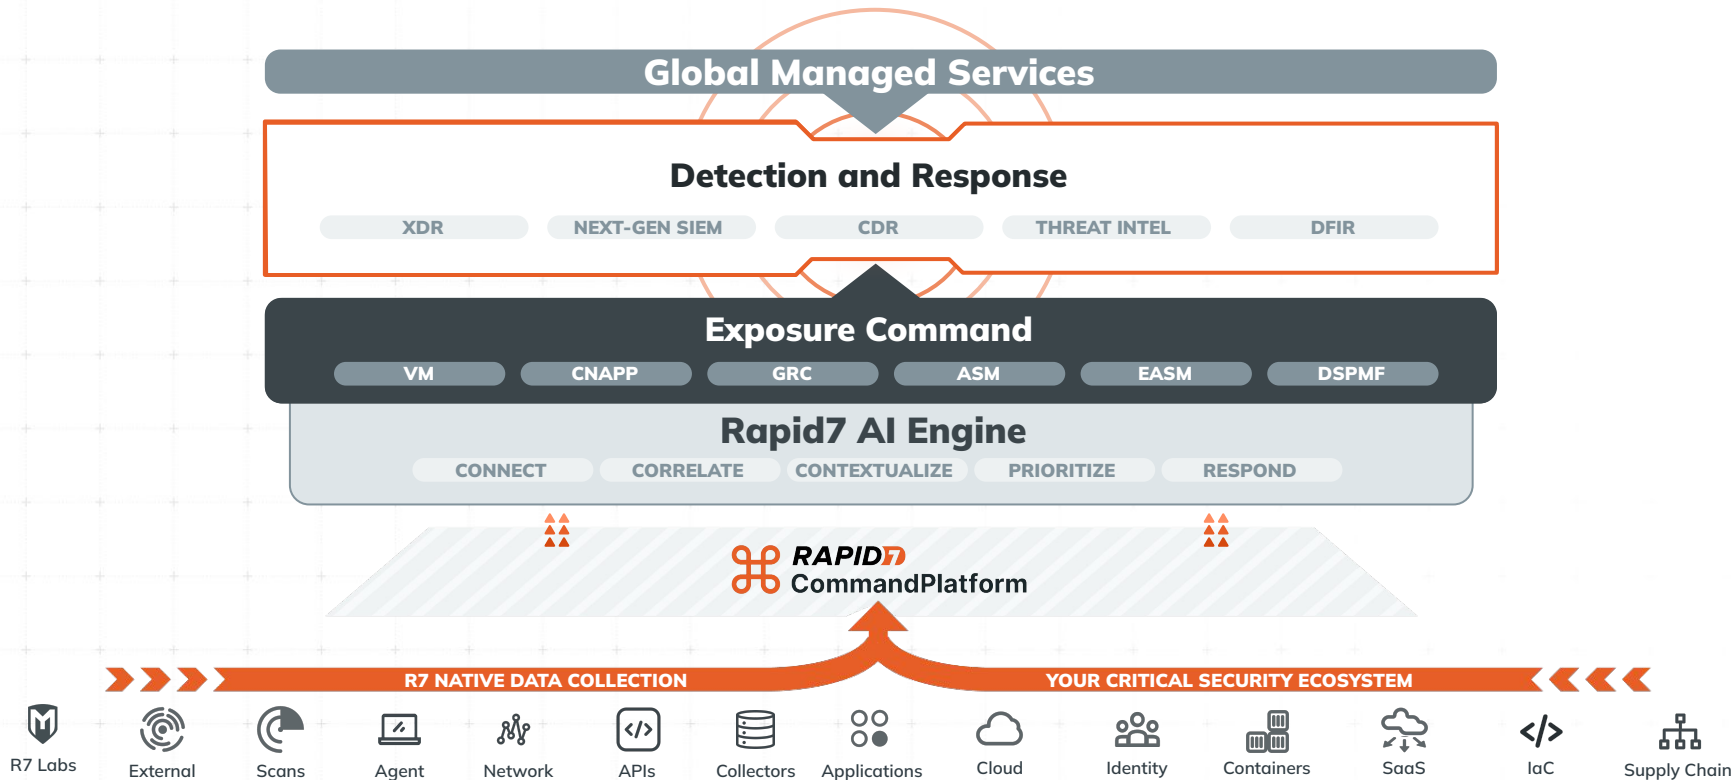 Global Managed Services
Detection and Response
XDR NEXT-GEN SIEM CDR THREAT INTEL DFIR
Exposure Command
VM CNAPP GRC ASM EASM DSPMF
Rapid7 AI Engine
CONNECT CORRELATE CONTEXTUALIZE PRIORITIZE RESPOND
RAPID7
CommandPlatform
R7 NATIVE DATA COLLECTION YOUR CRITICAL SECURITY ECOSYSTEM
R7 Labs External Scans Agent Network APIs Collectors Applications Cloud Identity Containers SaaS IaC Supply Chain